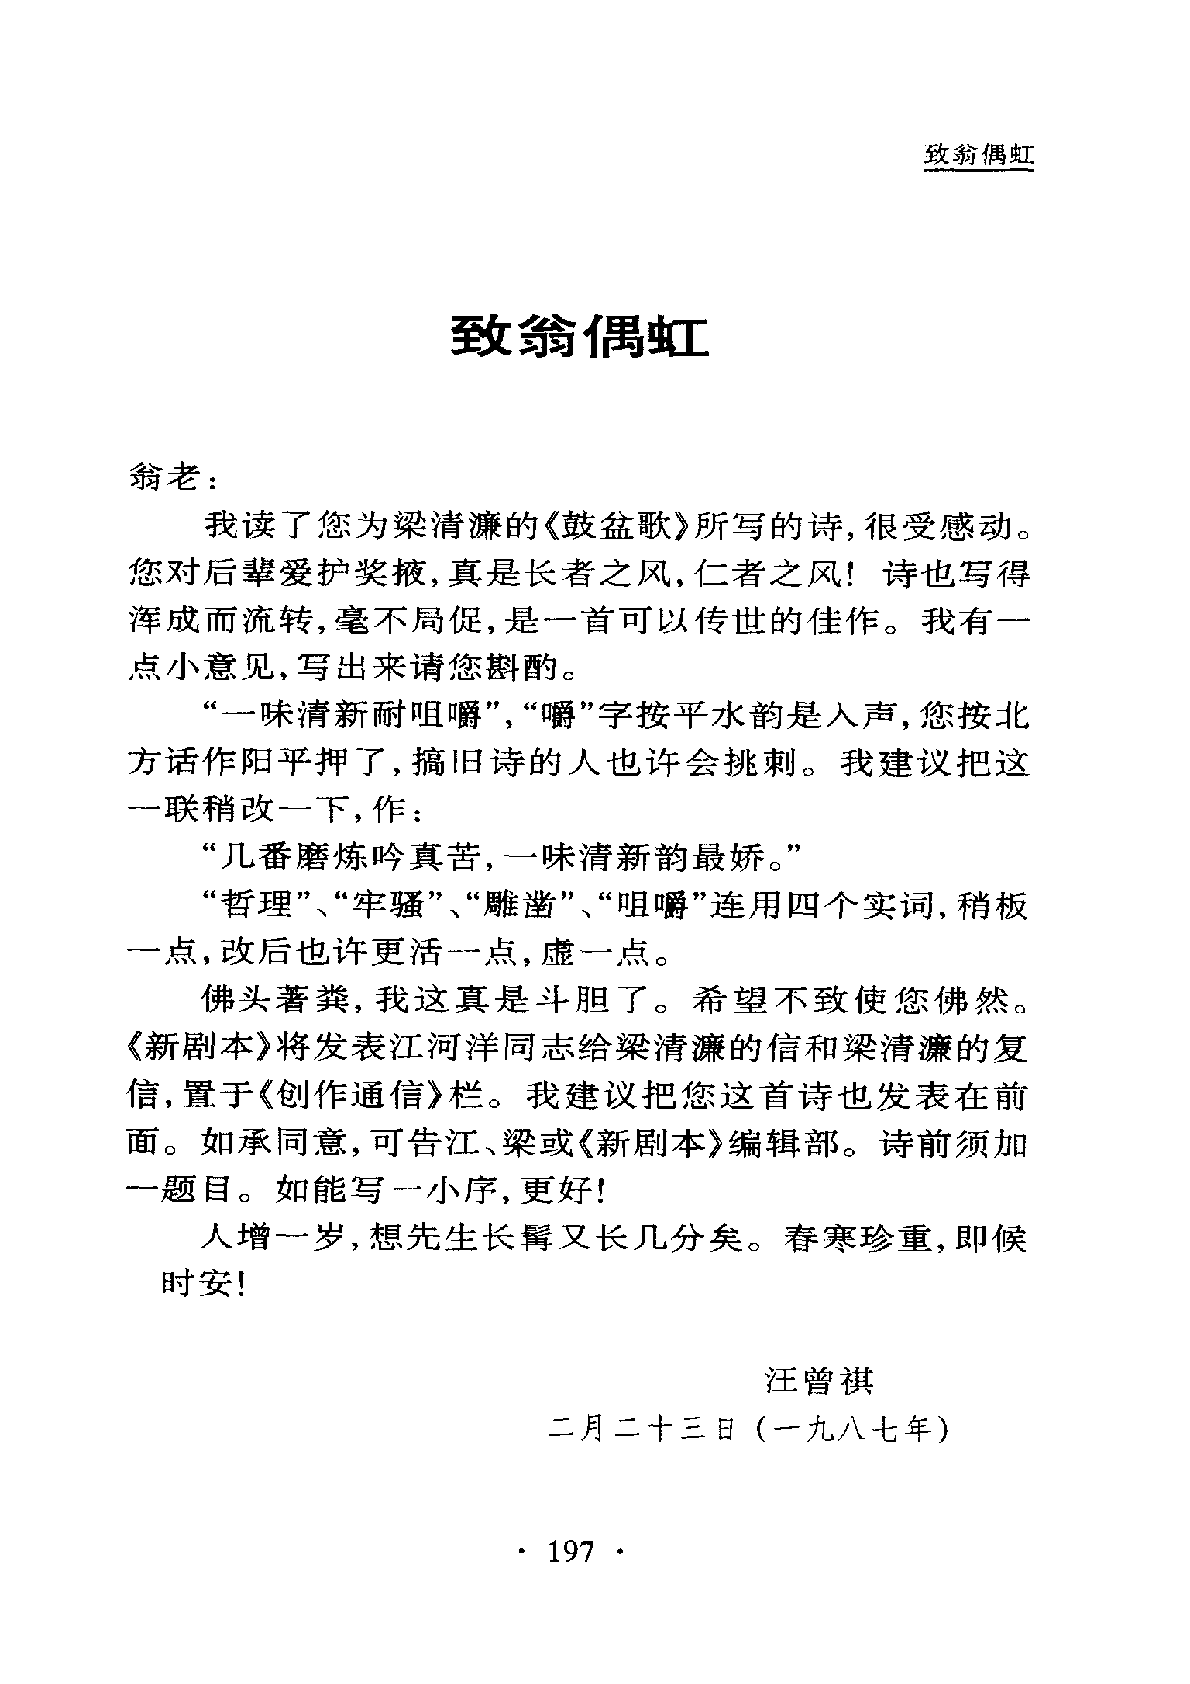 致翁偶虹
致翁偶虹
翁老：
我读了您为梁清濂的《鼓盆歌》所写的诗，很受感动。
您对后辈爱护奖掖，真是长者之风，仁者之风！诗也写得
浑成而流转，毫不局促，是一首可以传世的佳作。我有一
点小意见，写出来请您斟酌。
“一味清新耐咀嚼”，“嚼”字按平水韵是入声，您按北
方话作阳平押了，搞旧诗的人也许会挑刺。我建议把这
一联稍改一下，作：
“几番磨炼吟真苦，一味清新韵最娇。”
“哲理”、“牢骚”、“雕凿”、“咀嚼”连用四个实词，稍板
一点，改后也许更活一点，虚一点。
佛头著粪，我这真是斗胆了。希望不致使您佛然。
《新剧本》将发表江河洋同志给梁清濂的信和梁清濂的复
信，置于《创作通信》栏。我建议把您这首诗也发表在前
面。如承同意，可告江、梁或《新剧本》编辑部。诗前须加
一题目。如能写一小序，更好！
人增一岁，想先生长髯又长几分矣。春寒珍重，即候
时安！
汪曾祺
二月二十三日（一九八七年）
· 197 ·